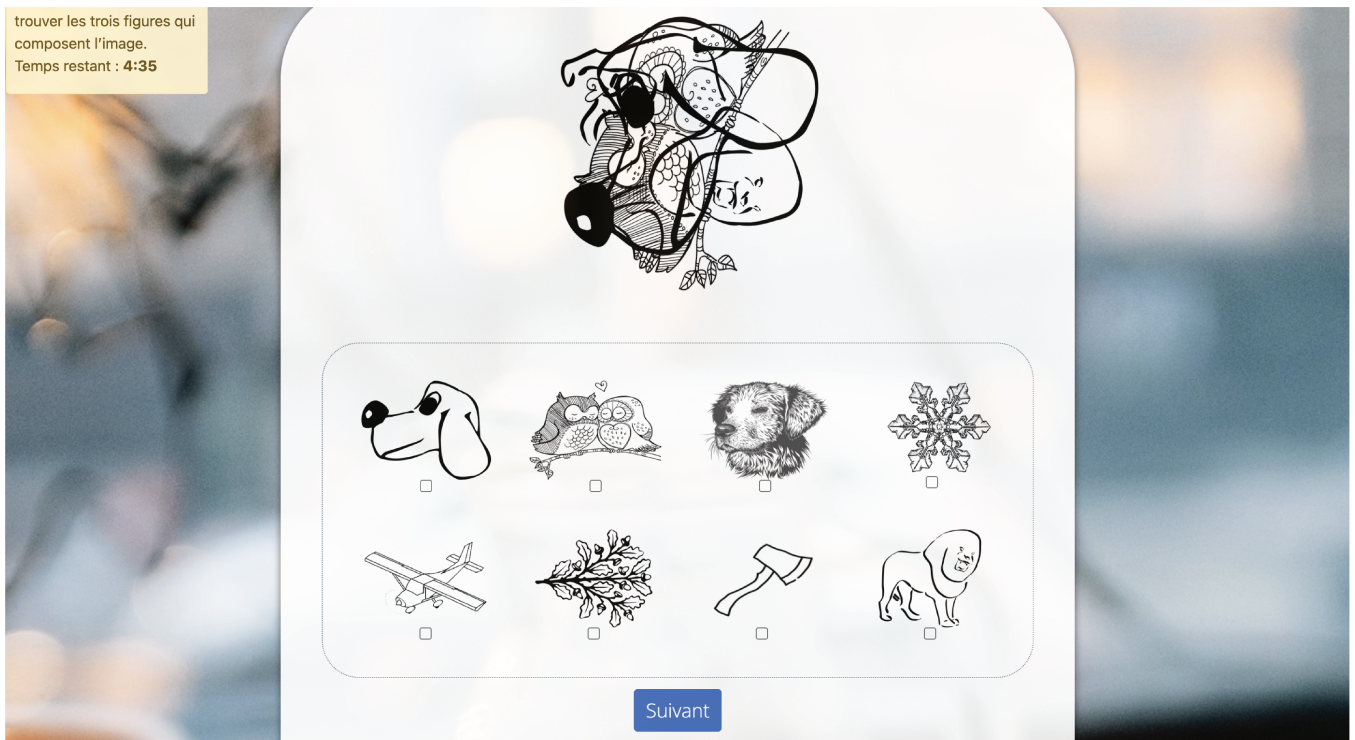 trouver les trois figures qui
composent l'image.
Temps restant : 4:35
Suivant